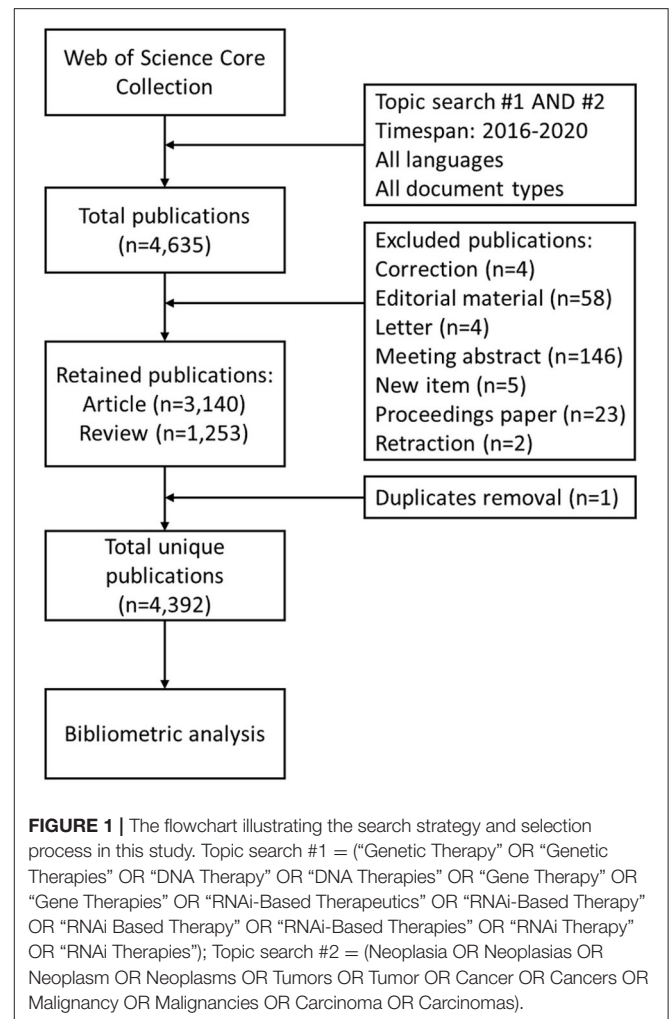 Web of Science Core
Collection
Topic search #1 AND #2
Timespan: 2016-2020
All languages
All document types
Total publications
(n=4,635)
Excluded publications:
Correction (n=4)
Editorial material (n=58)
Letter (n=4)
Meeting abstract (n=146)
New item (n=5)
Proceedings paper (n=23)
Retraction (n=2)
Retained publications:
Article (n=3,140)
Review (n=1,253)
Duplicates removal (n=1)
Total unique
publications
(n=4,392)
Bibliometric analysis
FIGURE 1 | The flowchart illustrating the search strategy and selection
process in this study. Topic search #1 = (“Genetic Therapy” OR “Genetic
Therapies” OR “DNA Therapy” OR “DNA Therapies” OR “Gene Therapy” OR
“Gene Therapies” OR “RNAi-Based Therapeutics” OR “RNAi-Based Therapy”
OR “RNAi Based Therapy” OR “RNAi-Based Therapies” OR “RNAi Therapy”
OR “RNAi Therapies”); Topic search #2 = (Neoplasia OR Neoplasias OR
Neoplasm OR Neoplasms OR Tumors OR Tumor OR Cancer OR Cancers OR
Malignancy OR Malignancies OR Carcinoma OR Carcinomas).